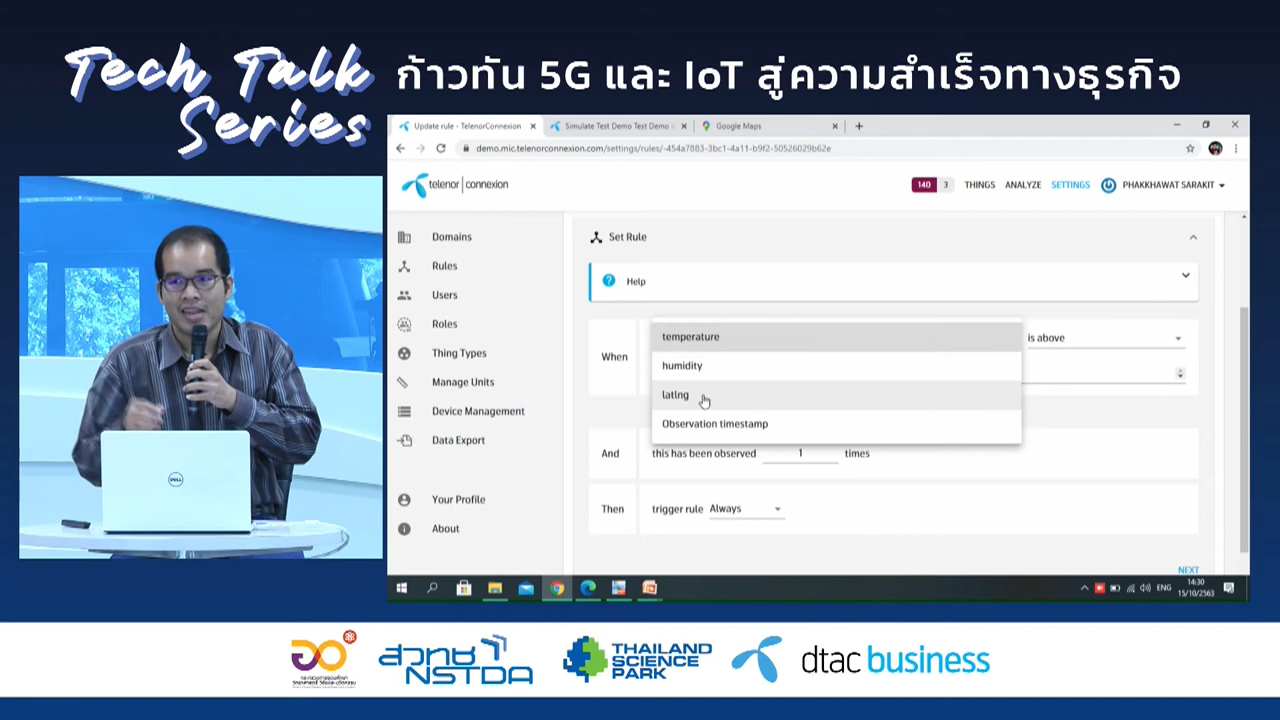 Tech Talk
Series
ก้าวทัน 5G และ IoT สู่ความสำเร็จทางธุรกิจ
Update rule - TelenorConnexion
Simulate Test Demo Test Demo
Google Maps
demo.mic.telenorconnexion.com/settings/rules/-454a7883-3bc1-4a11-b9f2-50526029b62e
telenor connexion
140 3 THINGS ANALYZE SETTINGS PHAKKHAWAT SARAKIT
Domains
Rules
Users
Roles
Thing Types
Manage Units
Device Management
Data Export
Your Profile
About
Set Rule
Help
When
temperature
humidity
latlng
Observation timestamp
is above
And this has been observed 1 times
Then trigger rule Always
NEXT
ENG
14:30
15/10/2563
DELL
สวทช
NSTDA
THAILAND
SCIENCE
PARK
dtac business